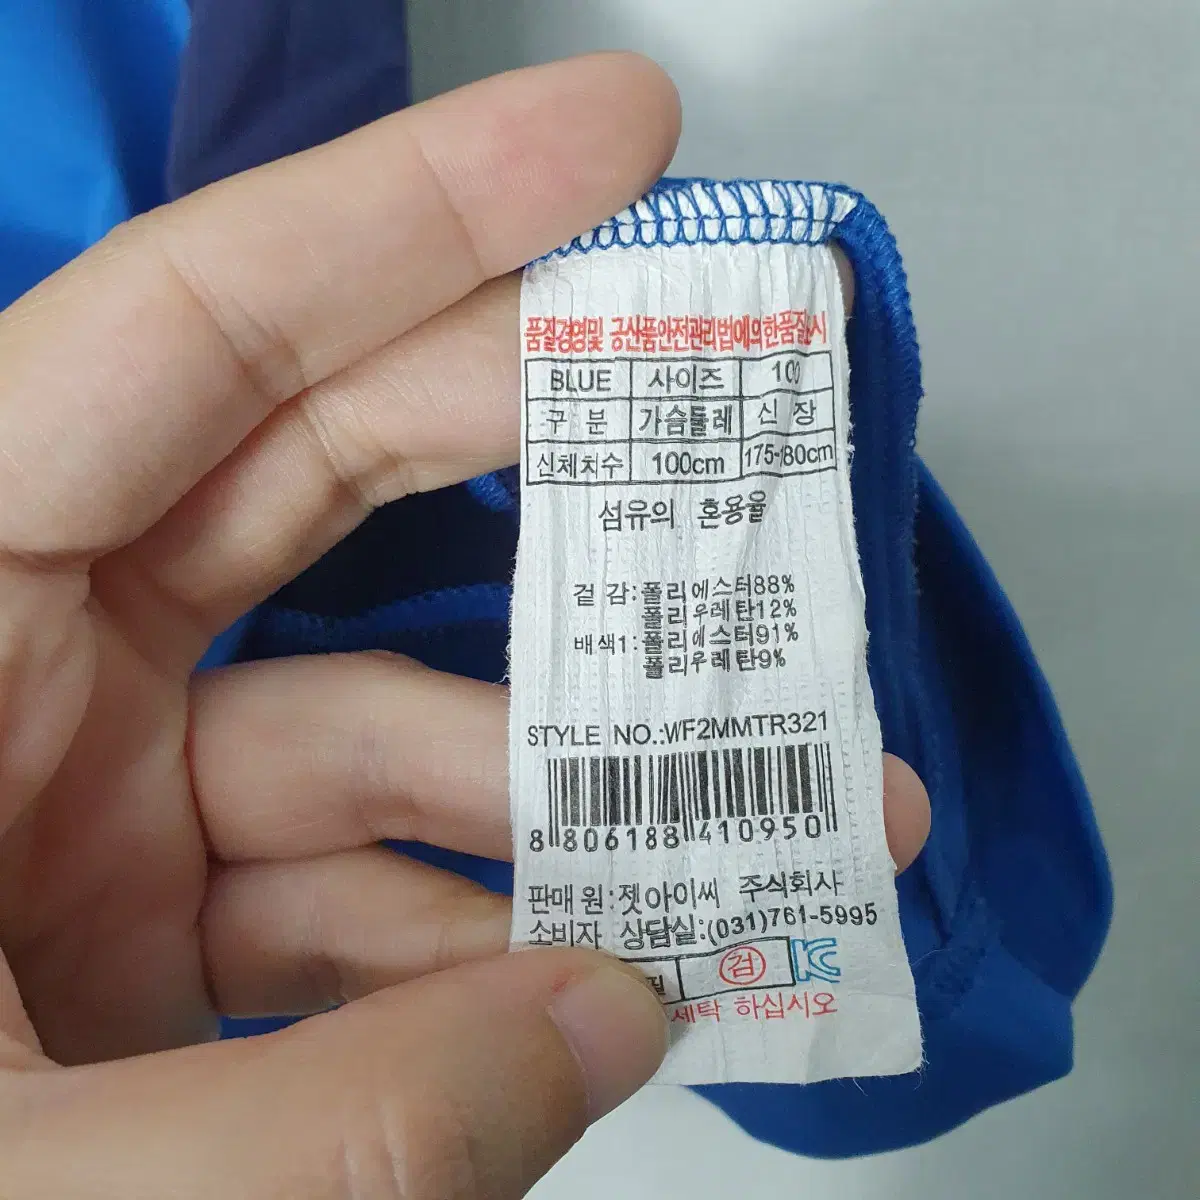 품질경영및 공산품안전관리법에의한품질표시
BLUE 사이즈 100
구 분 가슴둘레 신 장
신체치수 100cm 175-180cm
섬유의 혼용율
겉 감:폴리에스터88%
폴리우레탄12%
배색1:폴리에스터91%
폴리우레탄9%
STYLE NO.:WF2MMTR321
8 806188 410950
판매원:젯아이씨 주식회사
소비자 상담실:(031)761-5995
필 검
세탁 하십시오